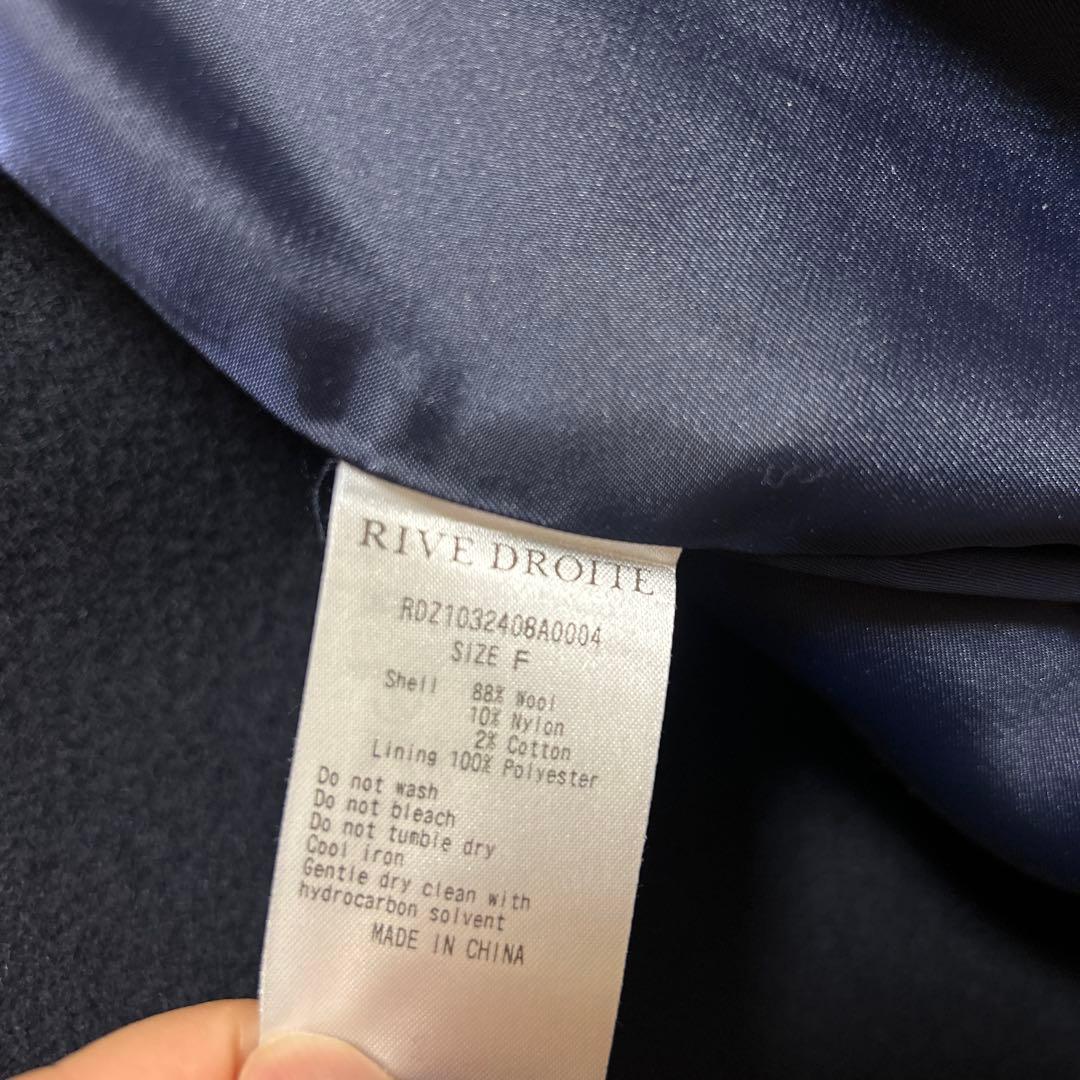 RIVE DROITE
RDZ1032408A0004
SIZE F
Shell 88% Wool
10% Nylon
2% Cotton
Lining 100% Polyester
Do not wash
Do not bleach
Do not tumble dry
Cool iron
Gentle dry clean with
hydrocarbon solvent
MADE IN CHINA